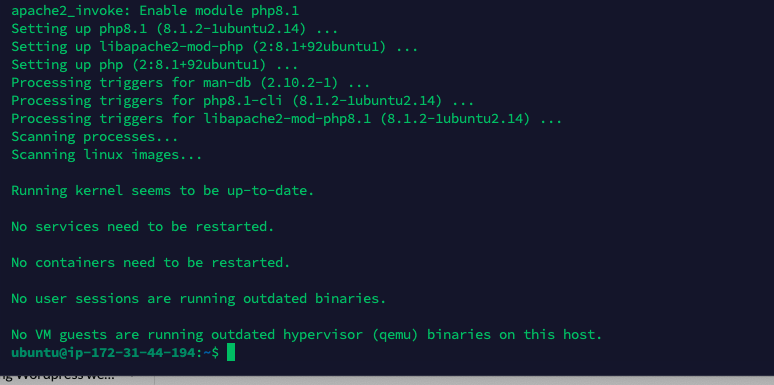 apache2_invoke: Enable module php8.1
Setting up php8.1 (8.1.2-1ubuntu2.14) ...
Setting up libapache2-mod-php (2:8.1+92ubuntu1) ...
Setting up php (2:8.1+92ubuntu1) ...
Processing triggers for man-db (2.10.2-1) ...
Processing triggers for php8.1-cli (8.1.2-1ubuntu2.14) ...
Processing triggers for libapache2-mod-php8.1 (8.1.2-1ubuntu2.14) ...
Scanning processes...
Scanning linux images...
Running kernel seems to be up-to-date.
No services need to be restarted.
No containers need to be restarted.
No user sessions are running outdated binaries.
No VM guests are running outdated hypervisor (qemu) binaries on this host.
ubuntu@ip-172-31-44-194:~$